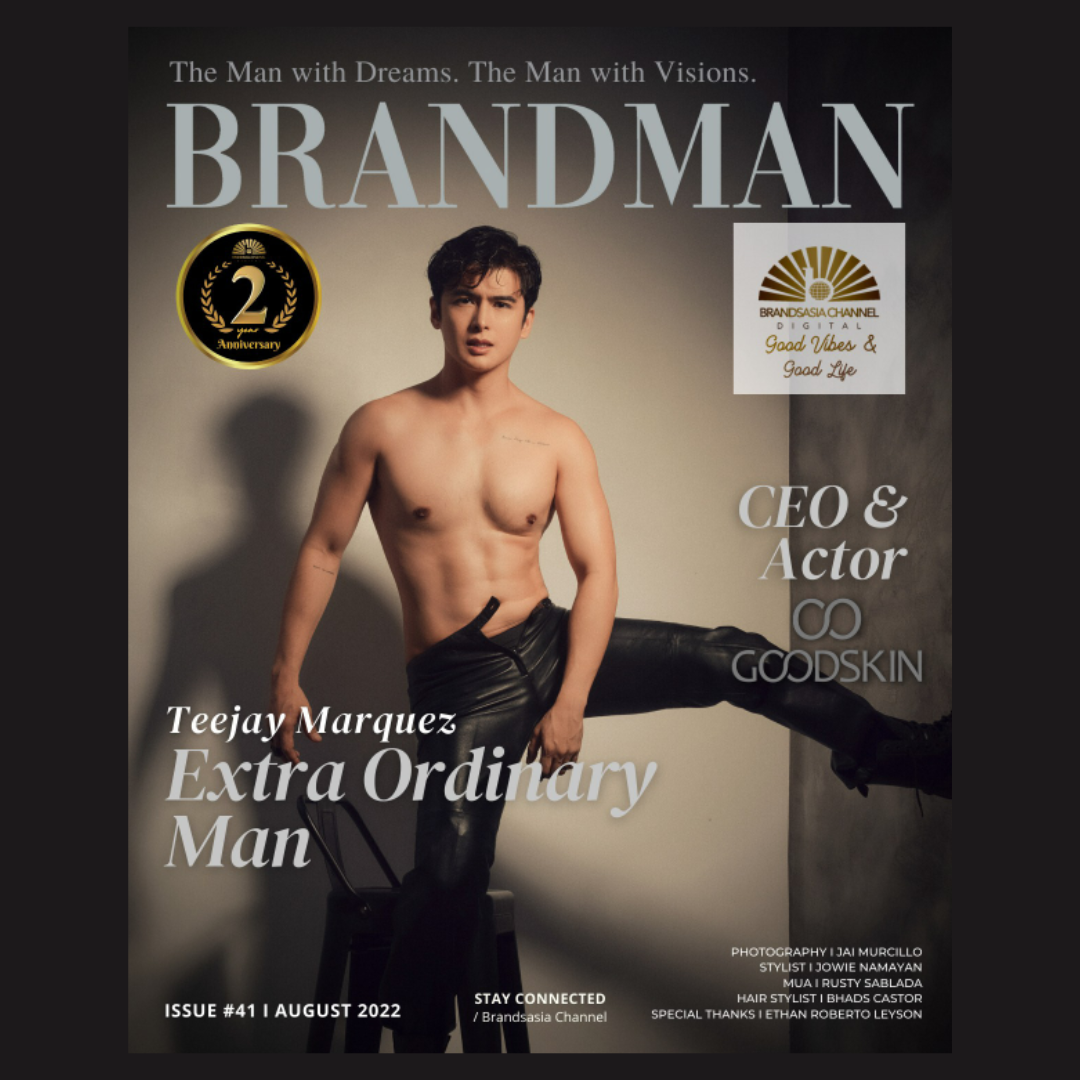 The Man with Dreams. The Man with Visions.
BRANDMAN
2
year
Anniversary
BRANDSASIA CHANNEL
DIGITAL
Good Vibes &
Good Life
CEO &
Actor
GOODSKIN
Teejay Marquez
Extra Ordinary
Man
PHOTOGRAPHY I JAI MURCILLO
STYLIST I JOWIE NAMAYAN
MUA I RUSTY SABLADA
HAIR STYLIST I BHADS CASTOR
SPECIAL THANKS I ETHAN ROBERTO LEYSON
STAY CONNECTED
/ Brandsasia Channel
ISSUE #41 I AUGUST 2022